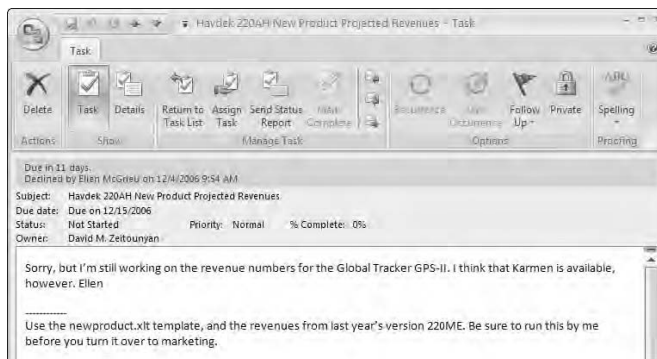 Havdek 220AH New Product Projected Revenues - Task
Task
Delete
Task
Details
Return to Task List
Assign Task
Send Status Report
Mark Complete
Recurrence
Skip Occurrence
Follow Up
Private
ABC
Spelling
Actions
Show
Manage Task
Options
Proofing
Due in 11 days.
Declined by Ellen McGrieu on 12/4/2006 9:54 AM.
Subject: Havdek 220AH New Product Projected Revenues
Due date: Due on 12/15/2006
Status: Not Started Priority: Normal % Complete: 0%
Owner: David M. Zeitounyan
Sorry, but I'm still working on the revenue numbers for the Global Tracker GPS-II. I think that Karmen is available,
however. Ellen
------------
Use the newproduct.xlt template, and the revenues from last year's version 220ME. Be sure to run this by me
before you turn it over to marketing.